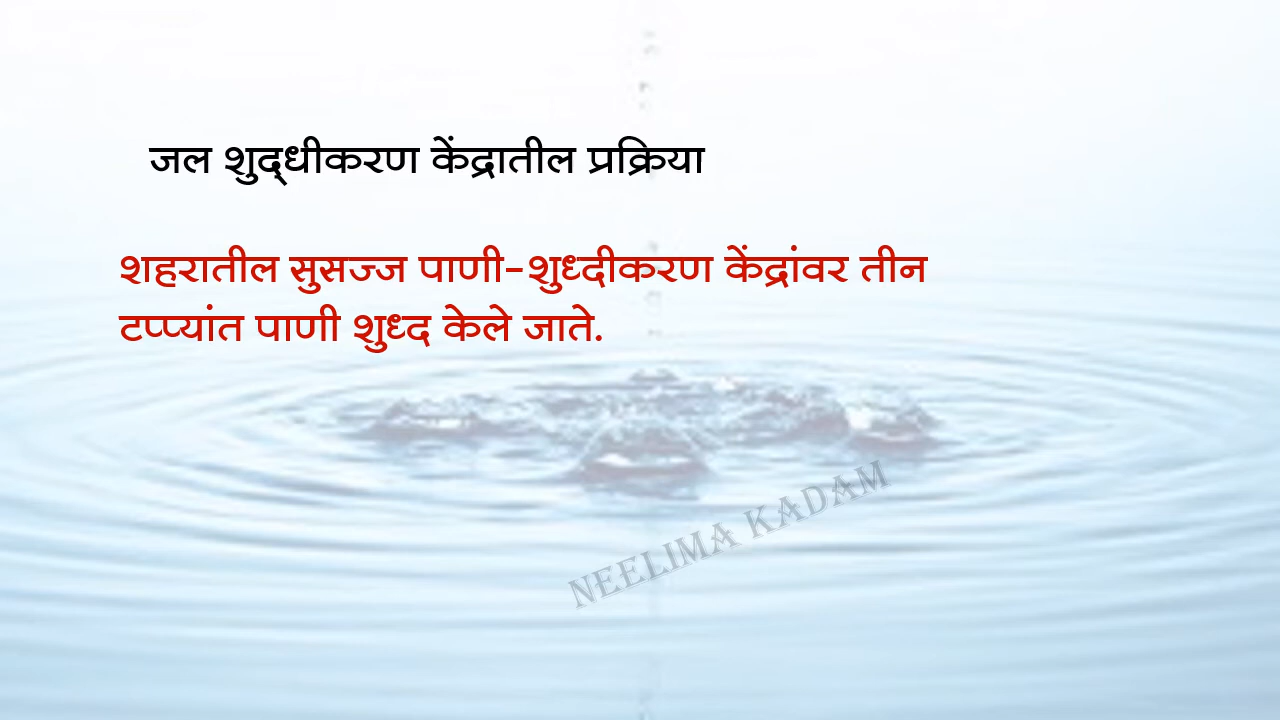 जल शुद्‌धीकरण केंद्रातील प्रक्रिया
शहरातील सुसज्ज पाणी-शुध्दीकरण केंद्रांवर तीन
टप्प्यांत पाणी शुध्द केले जाते.
NEELIMA KADAM